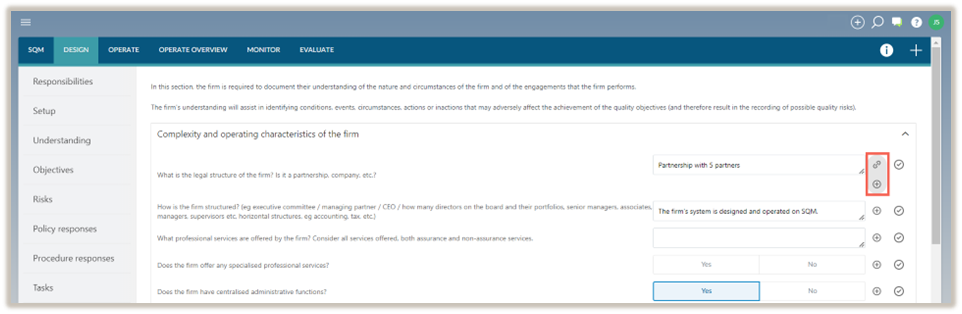 JS
SQM DESIGN OPERATE OPERATE OVERVIEW MONITOR EVALUATE
Responsibilities
Setup
Understanding
Objectives
Risks
Policy responses
Procedure responses
Tasks
In this section, the firm is required to document their understanding of the nature and circumstances of the firm and of the engagements that the firm performs.
The firm's understanding will assist in identifying conditions, events, circumstances, actions or inactions that may adversely affect the achievement of the quality objectives (and therefore result in the recording of possible quality risks).
Complexity and operating characteristics of the firm
What is the legal structure of the firm? Is it a partnership, company, etc.?
Partnership with 5 partners
How is the firm structured? (eg executive committee / managing partner / CEO / how many directors on the board and their portfolios, senior managers, associates,
managers, supervisors etc, horizontal structures, eg accounting, tax, etc.)
The firm's system is designed and operated on SQM.
What professional services are offered by the firm? Consider all services offered, both assurance and non-assurance services.
Does the firm offer any specialised professional services?
Yes No
Does the firm have centralised administrative functions?
Yes No